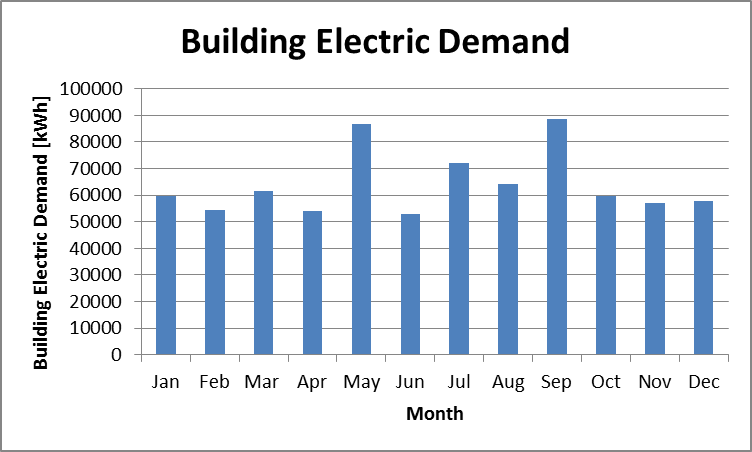 Building Electric Demand
Building Electric Demand [kWh]
100000
90000
80000
70000
60000
50000
40000
30000
20000
10000
0
Jan Feb Mar Apr May Jun Jul Aug Sep Oct Nov Dec
Month